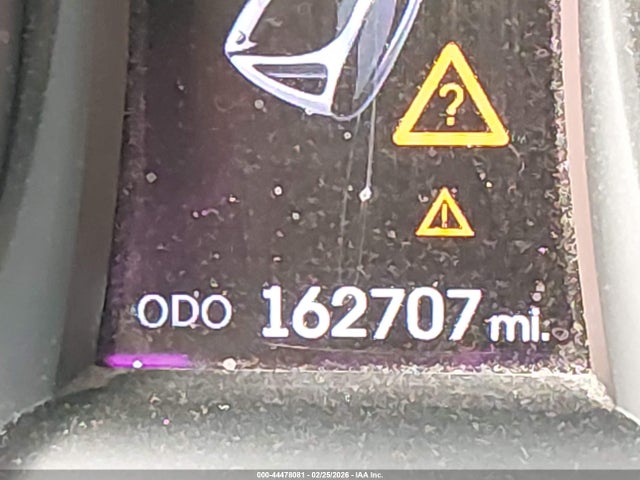 ?
!
ODO 162707 mi.
000-44478081 - 02/25/2026 - IAA Inc.